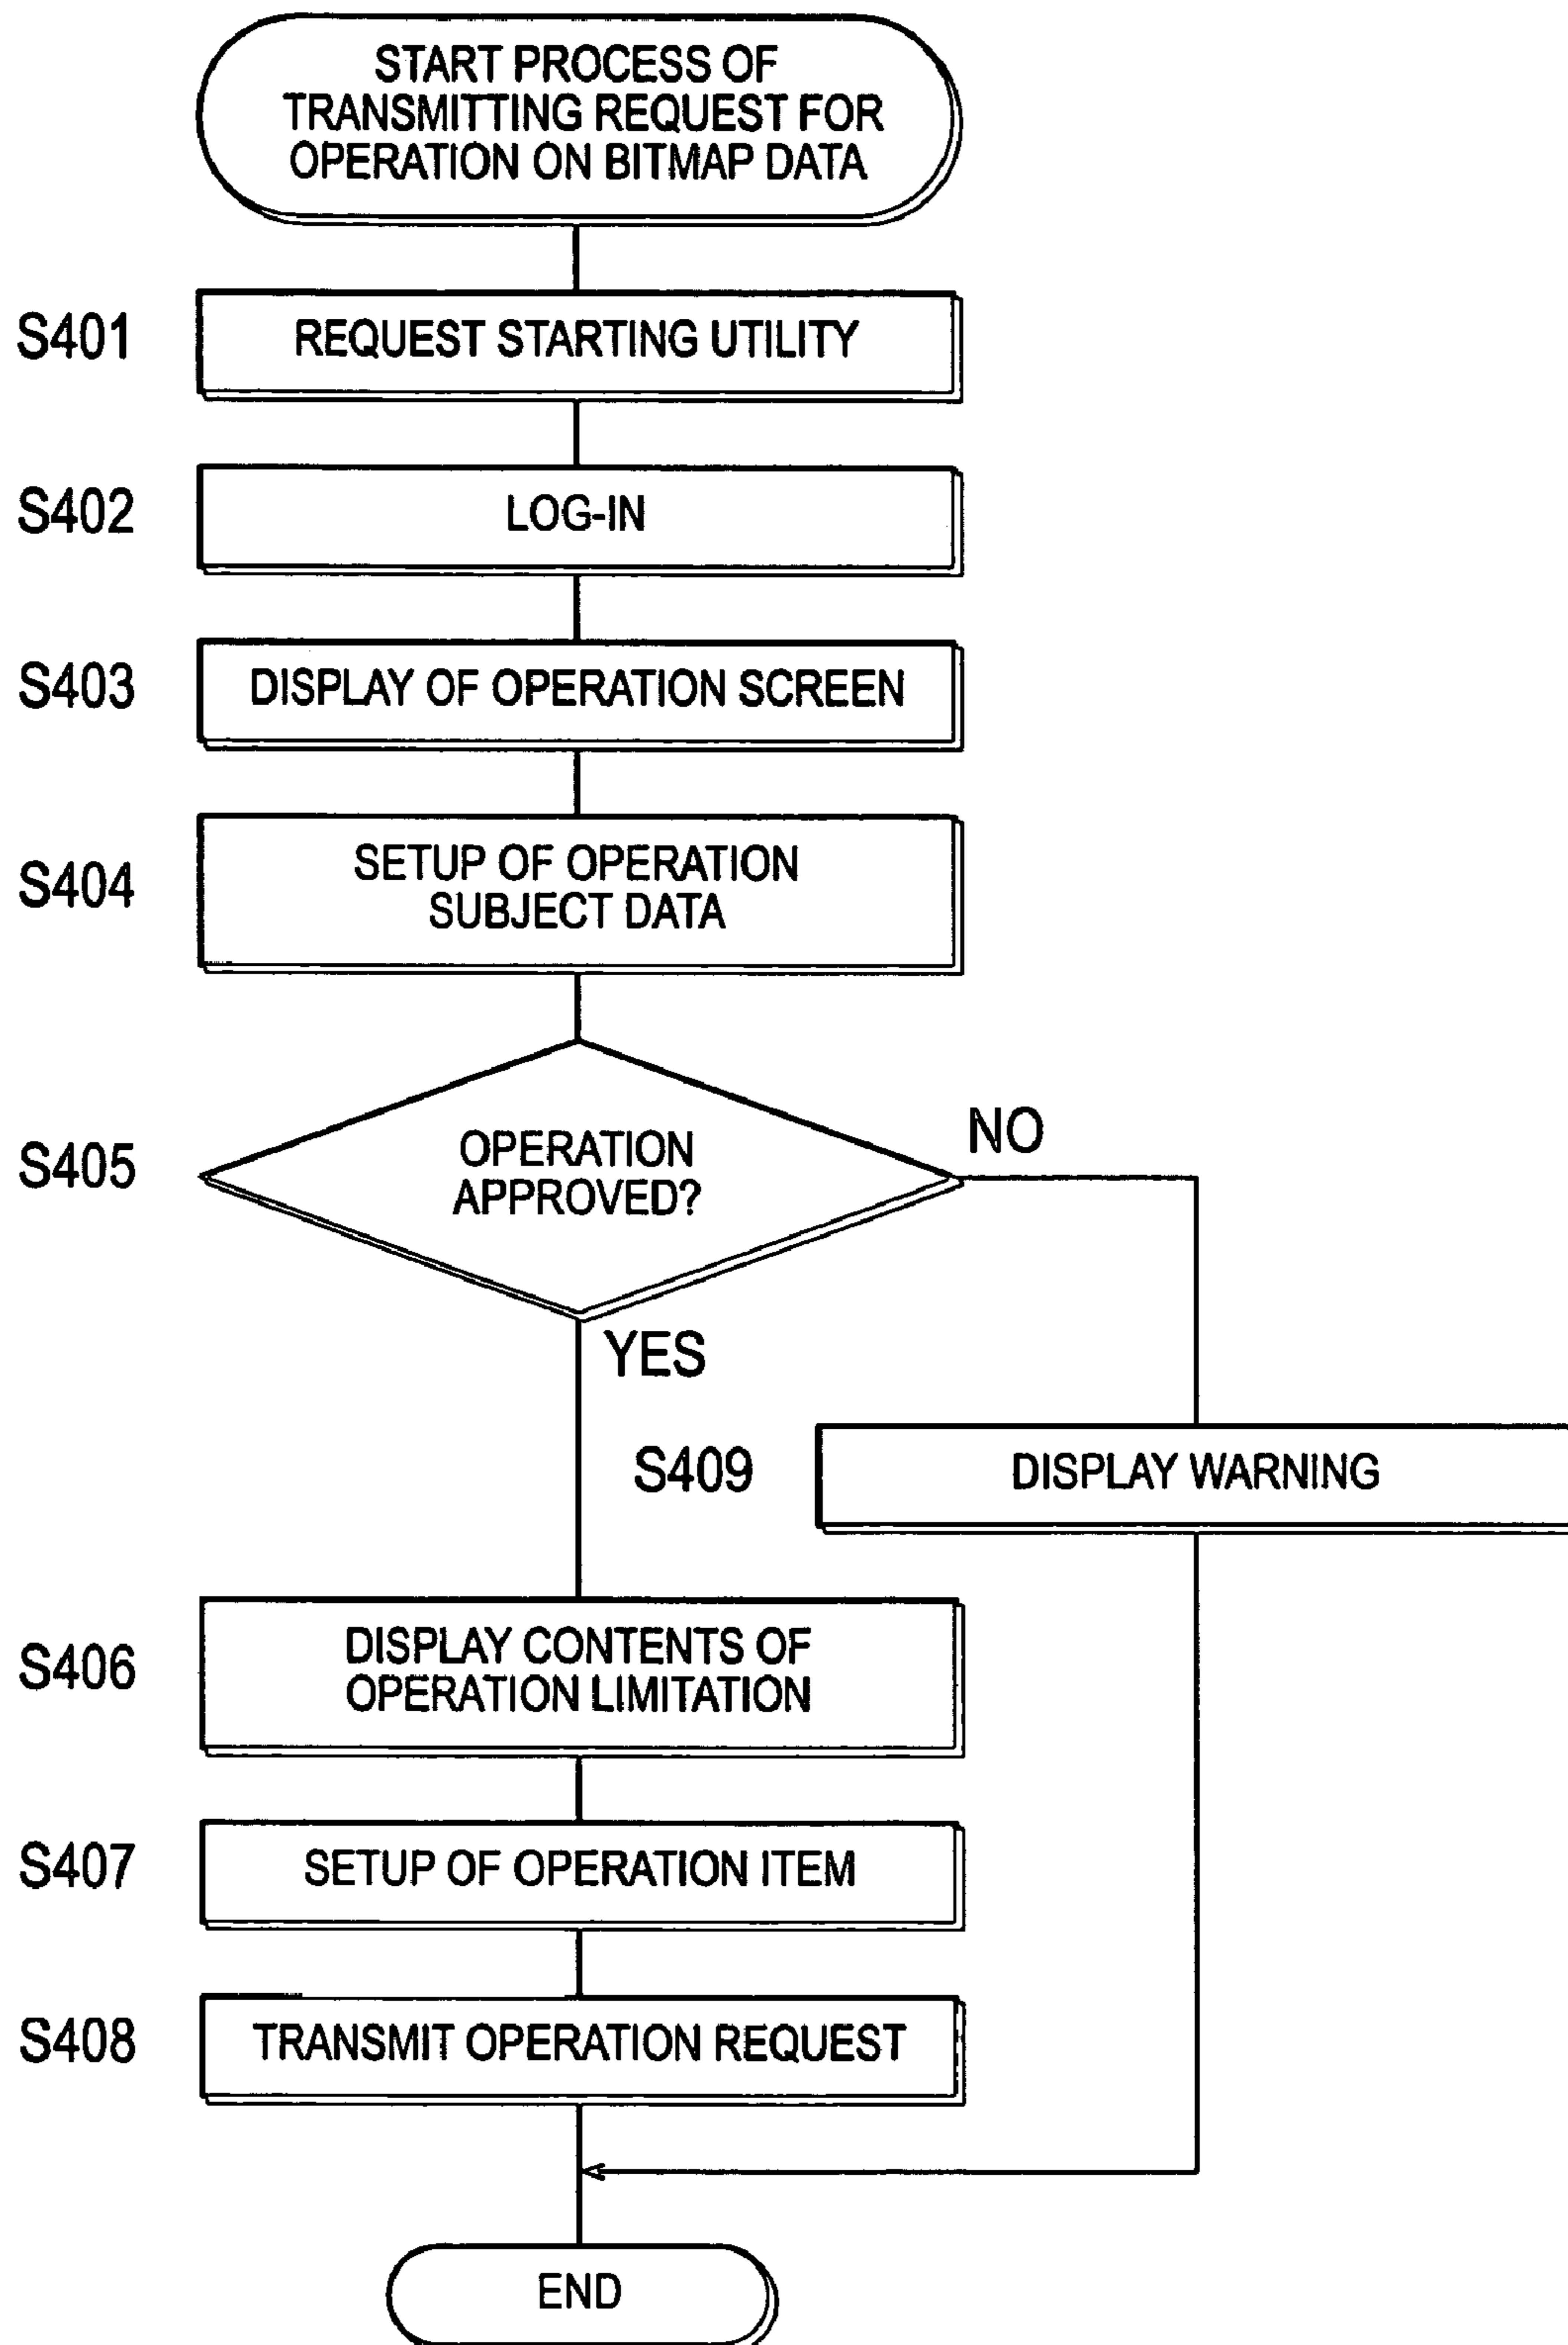 START PROCESS OF
TRANSMITTING REQUEST FOR
OPERATION ON BITMAP DATA
S401
REQUEST STARTING UTILITY
S402
LOG-IN
S403
DISPLAY OF OPERATION SCREEN
S404
SETUP OF OPERATION
SUBJECT DATA
S405
OPERATION
APPROVED?
NO
YES
S409
DISPLAY WARNING
S406
DISPLAY CONTENTS OF
OPERATION LIMITATION
S407
SETUP OF OPERATION ITEM
S408
TRANSMIT OPERATION REQUEST
END